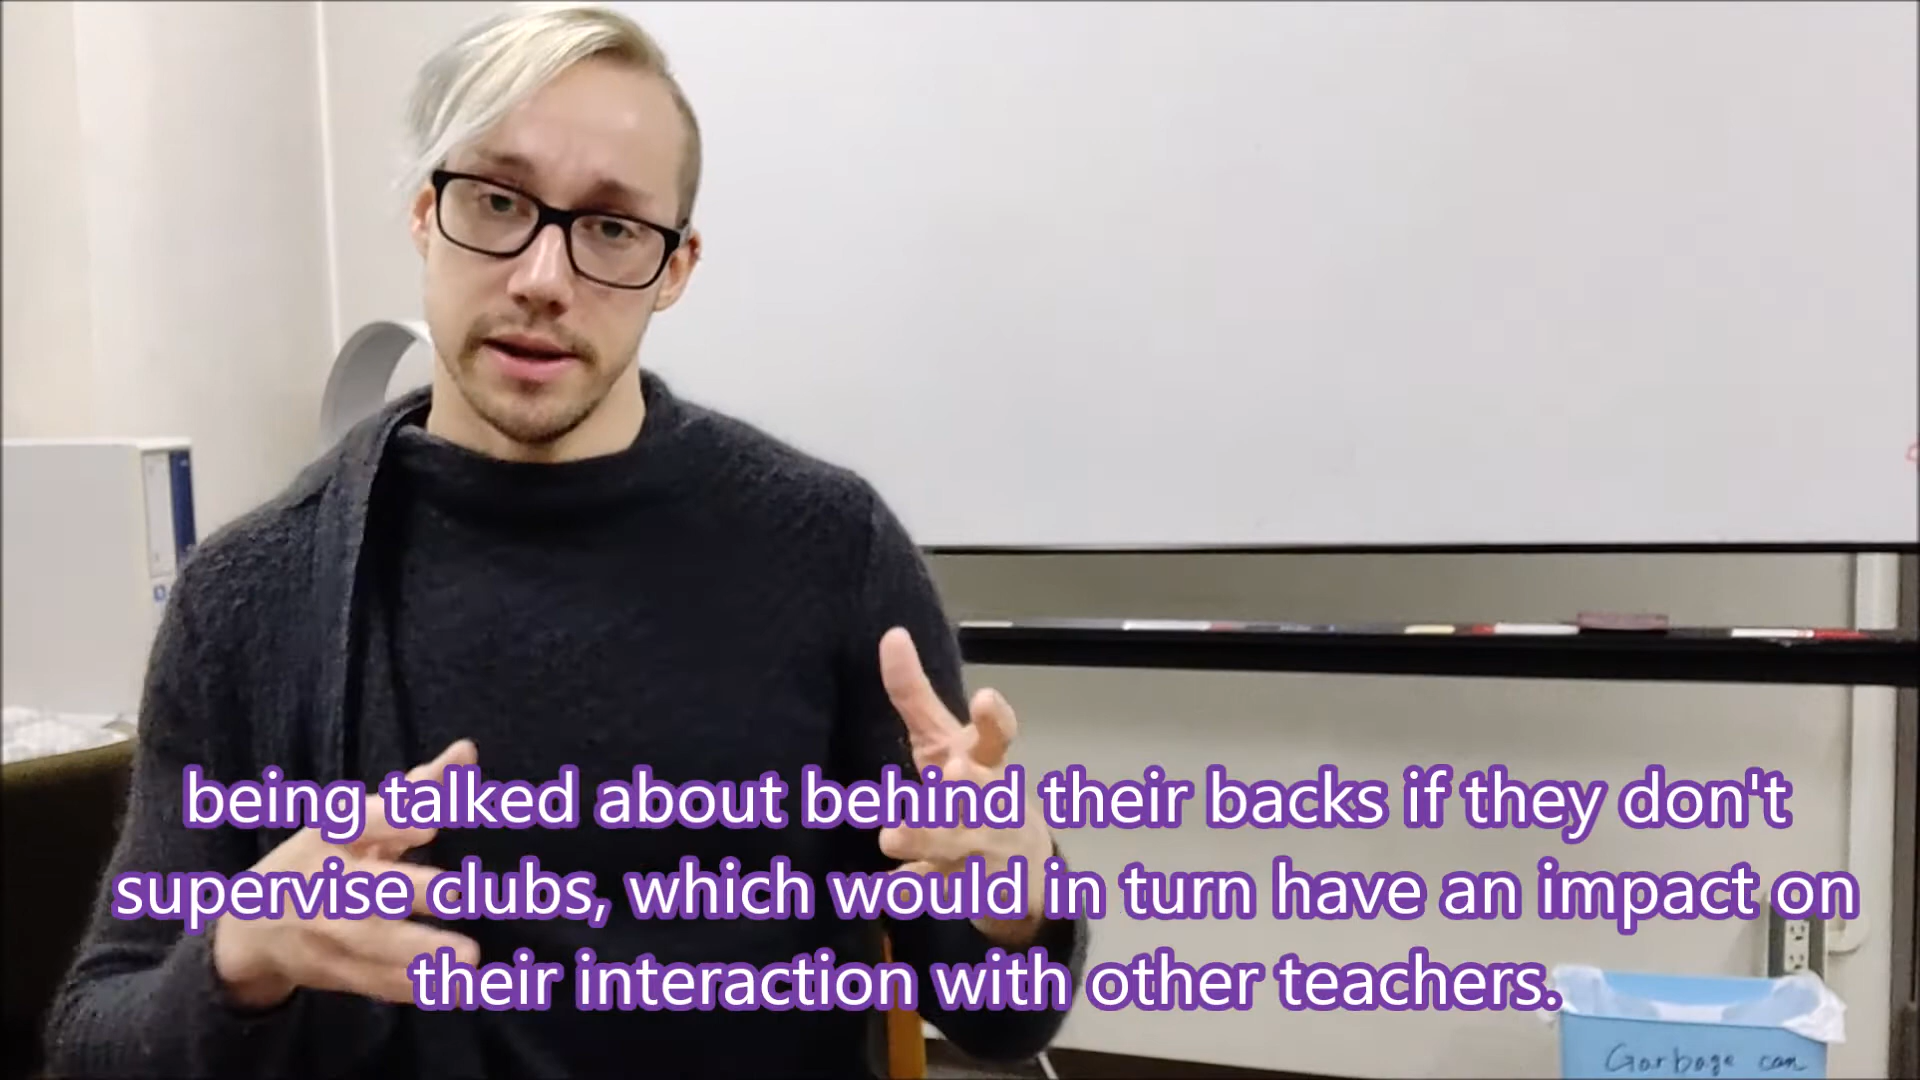 being talked about behind their backs if they don't
supervise clubs, which would in turn have an impact on
their interaction with other teachers.
Garbage can